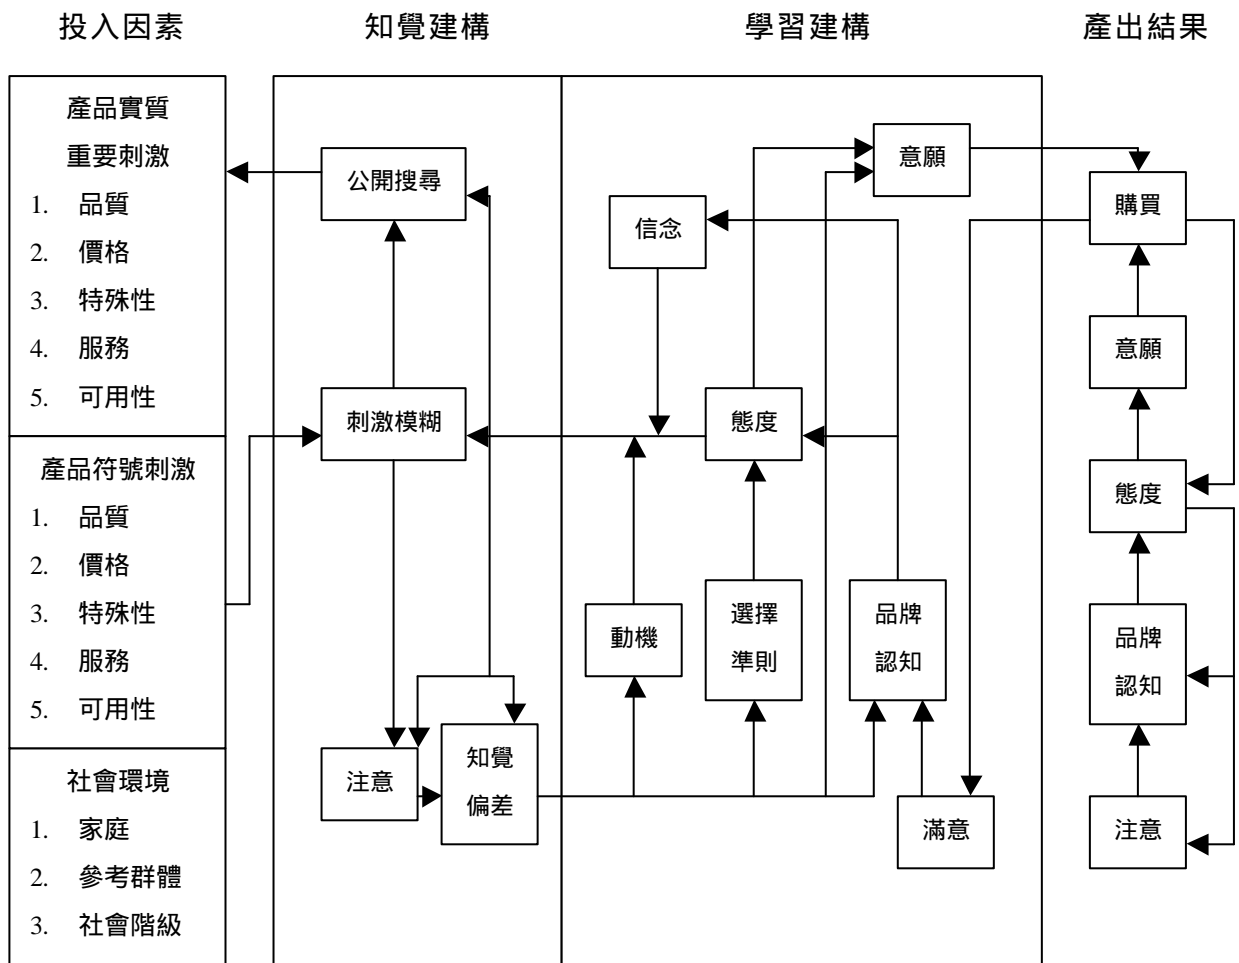 投入因素
知覺建構
學習建構
產出結果
產品實質
重要刺激
1. 品質
2. 價格
3. 特殊性
4. 服務
5. 可用性
產品符號刺激
1. 品質
2. 價格
3. 特殊性
4. 服務
5. 可用性
社會環境
1. 家庭
2. 參考群體
3. 社會階級
公開搜尋
刺激模糊
注意
知覺
偏差
意願
信念
態度
動機
選擇
準則
品牌
認知
滿意
購買
意願
態度
品牌
認知
注意